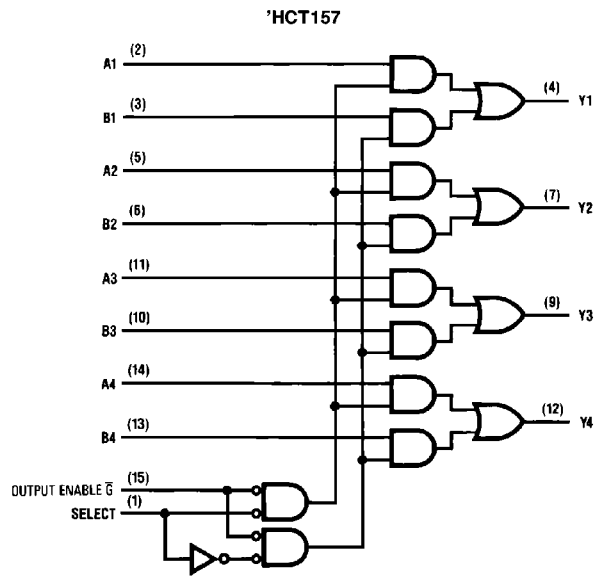 'HCT157
A1 (2)
(4) Y1
B1 (3)
A2 (5)
(7) Y2
B2 (6)
A3 (11)
(9) Y3
B3 (10)
A4 (14)
(12) Y4
B4 (13)
OUTPUT ENABLE G̅ (15)
SELECT (1)